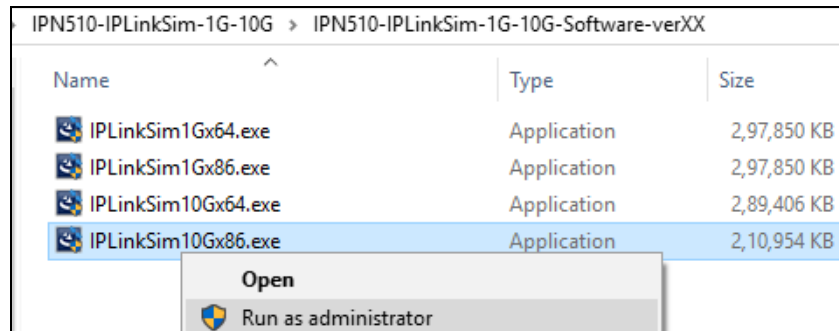 IPN510-IPLinkSim-1G-10G > IPN510-IPLinkSim-1G-10G-Software-verXX
Name Type Size
IPLinkSim1Gx64.exe Application 2,97,850 KB
IPLinkSim1Gx86.exe Application 2,97,850 KB
IPLinkSim10Gx64.exe Application 2,89,406 KB
IPLinkSim10Gx86.exe Application 2,10,954 KB
Open
Run as administrator